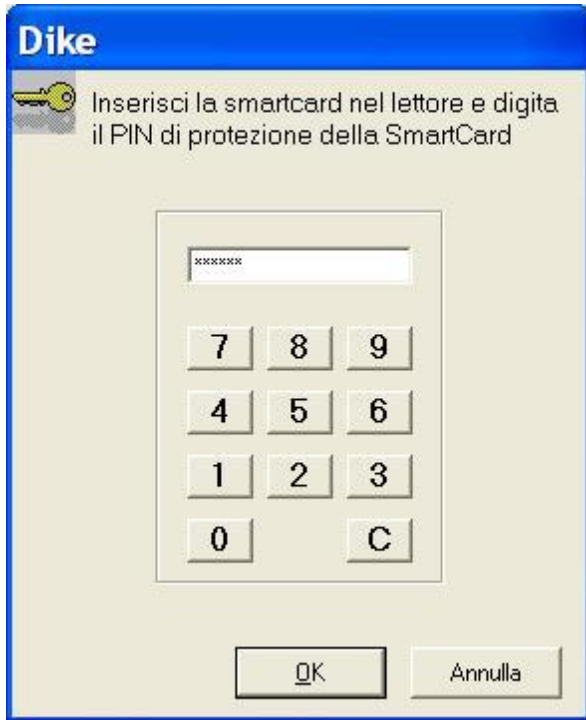 Dike
Inserisci la smartcard nel lettore e digita
il PIN di protezione della SmartCard
******
7 8 9
4 5 6
1 2 3
0 C
OK Annulla